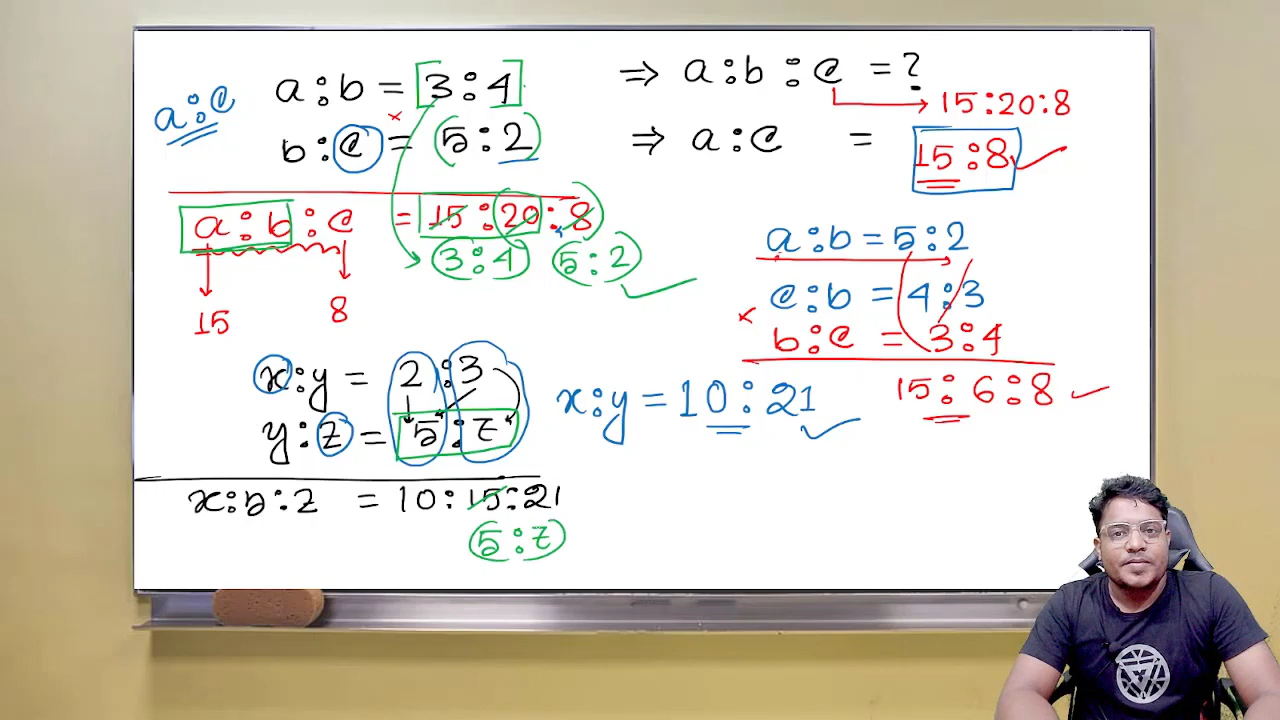 a:c
a:b = 3:4
× b:c = (5:2)
a:b:c = 15:20:8
(3:4) (5:2)
15 8
⇒ a:b:c = ?
15:20:8
⇒ a:c = 15:8
a:b = 5:2
c:b = 4:3
× b:c = 3:4
15:6:8
x:y = 2:3
y:z = 5:7
x:b:z = 10:15:21
(5:7)
x:y = 10:21